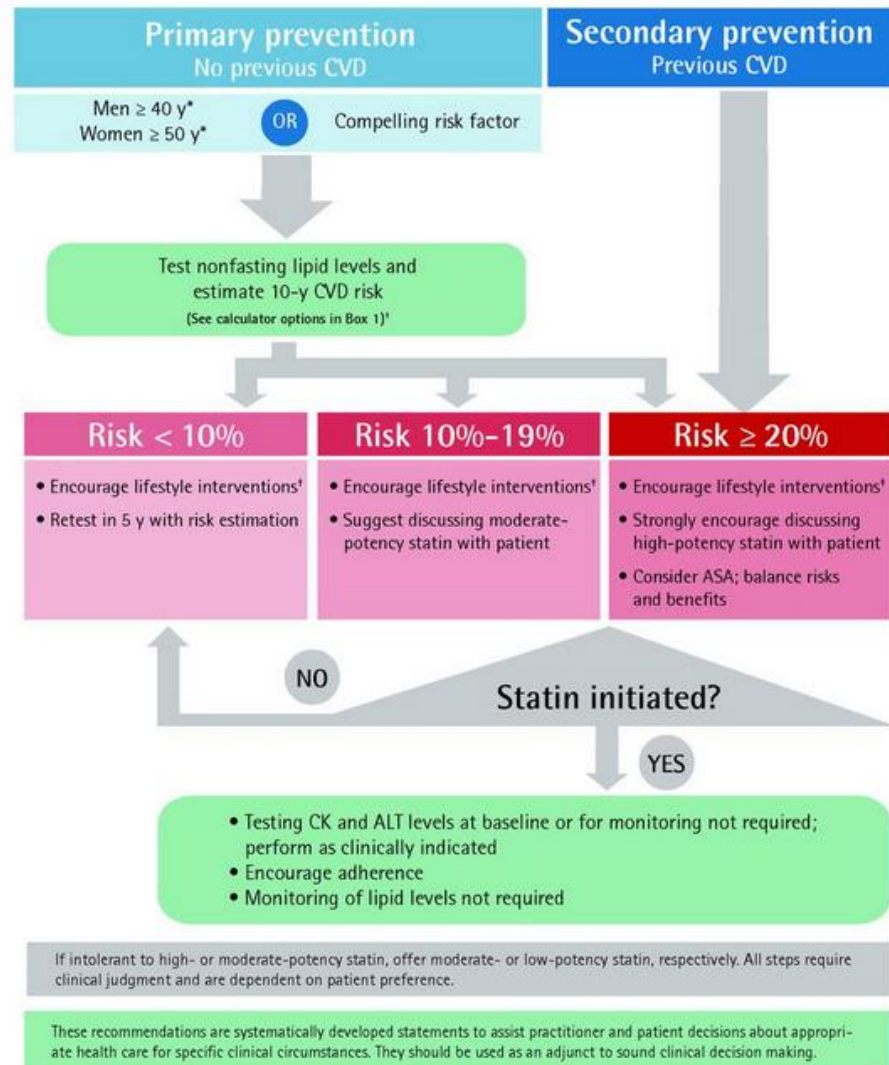 Primary prevention
No previous CVD
Secondary prevention
Previous CVD
Men ≥ 40 y*
Women ≥ 50 y*
OR
Compelling risk factor
Test nonfasting lipid levels and
estimate 10-y CVD risk
(See calculator options in Box 1)†
Risk < 10%
• Encourage lifestyle interventions†
• Retest in 5 y with risk estimation
Risk 10%-19%
• Encourage lifestyle interventions†
• Suggest discussing moderate-
potency statin with patient
Risk ≥ 20%
• Encourage lifestyle interventions†
• Strongly encourage discussing
high-potency statin with patient
• Consider ASA; balance risks
and benefits
NO
Statin initiated?
YES
• Testing CK and ALT levels at baseline or for monitoring not required;
perform as clinically indicated
• Encourage adherence
• Monitoring of lipid levels not required
If intolerant to high- or moderate-potency statin, offer moderate- or low-potency statin, respectively. All steps require
clinical judgment and are dependent on patient preference.
These recommendations are systematically developed statements to assist practitioner and patient decisions about appropri-
ate health care for specific clinical circumstances. They should be used as an adjunct to sound clinical decision making.